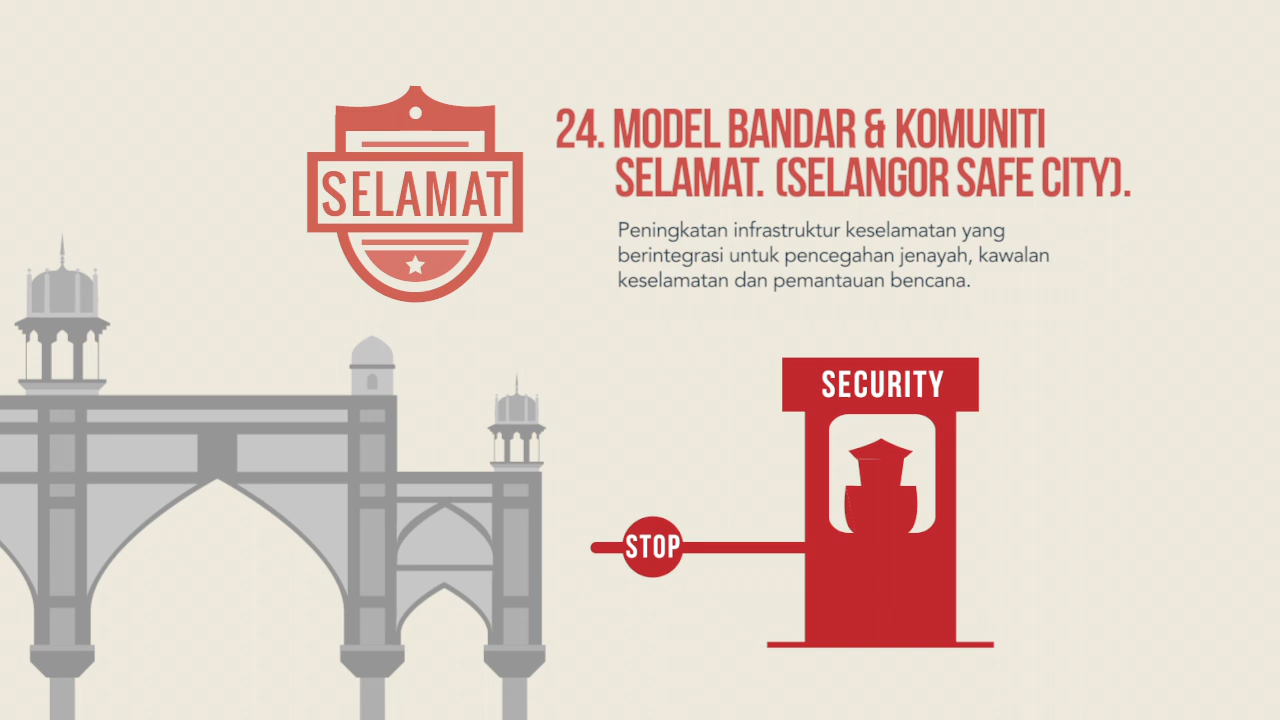 SELAMAT
24. MODEL BANDAR & KOMUNITI
SELAMAT. (SELANGOR SAFE CITY).
Peningkatan infrastruktur keselamatan yang
berintegrasi untuk pencegahan jenayah, kawalan
keselamatan dan pemantauan bencana.
SECURITY
STOP